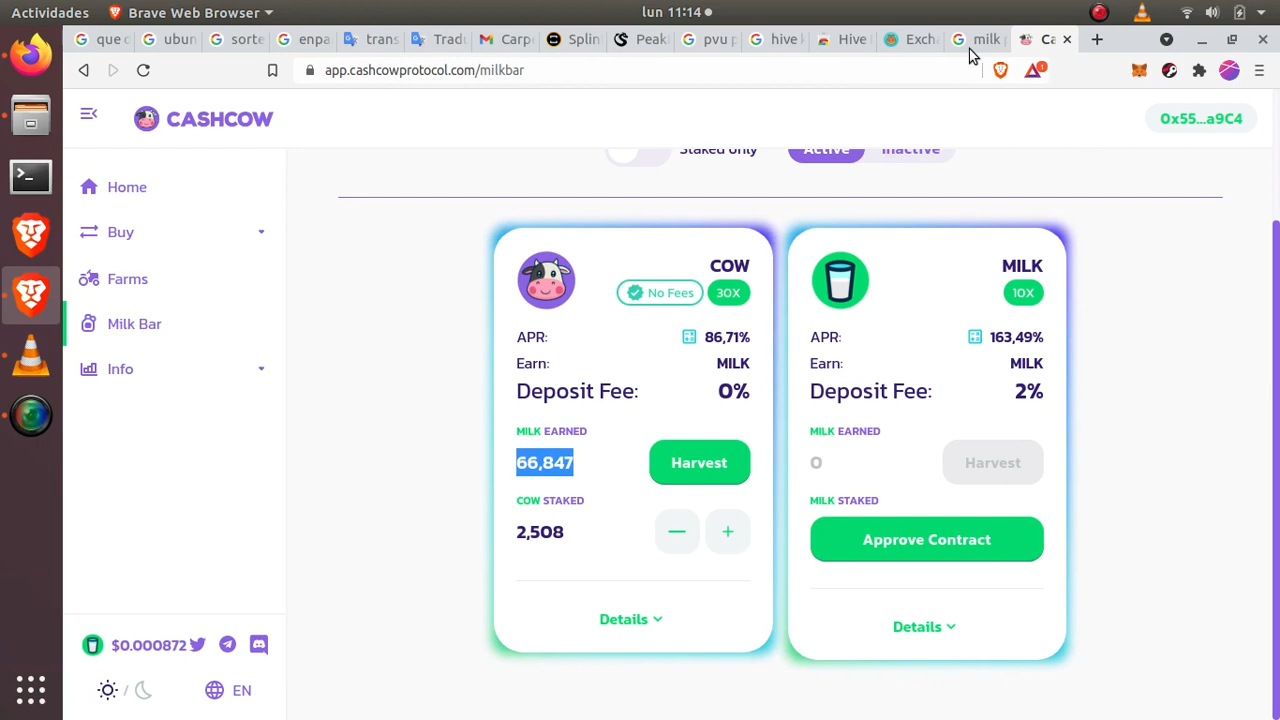 Actividades Brave Web Browser lun 11:14
que c ubun sorte enpa trans Tradu Carpe Splin Peak pvu p hive k Hive Exch milk Ca
app.cashcowprotocol.com/milkbar 1
CASHCOW 0x55...a9C4
Staked only Active Inactive
Home
Buy
Farms
Milk Bar
Info
COW
No Fees 30X
APR: 86,71%
Earn: MILK
Deposit Fee: 0%
MILK EARNED
66,847 Harvest
COW STAKED
2,508 — +
Details
MILK
10X
APR: 163,49%
Earn: MILK
Deposit Fee: 2%
MILK EARNED
0 Harvest
MILK STAKED
Approve Contract
Details
$0.000872
/ EN